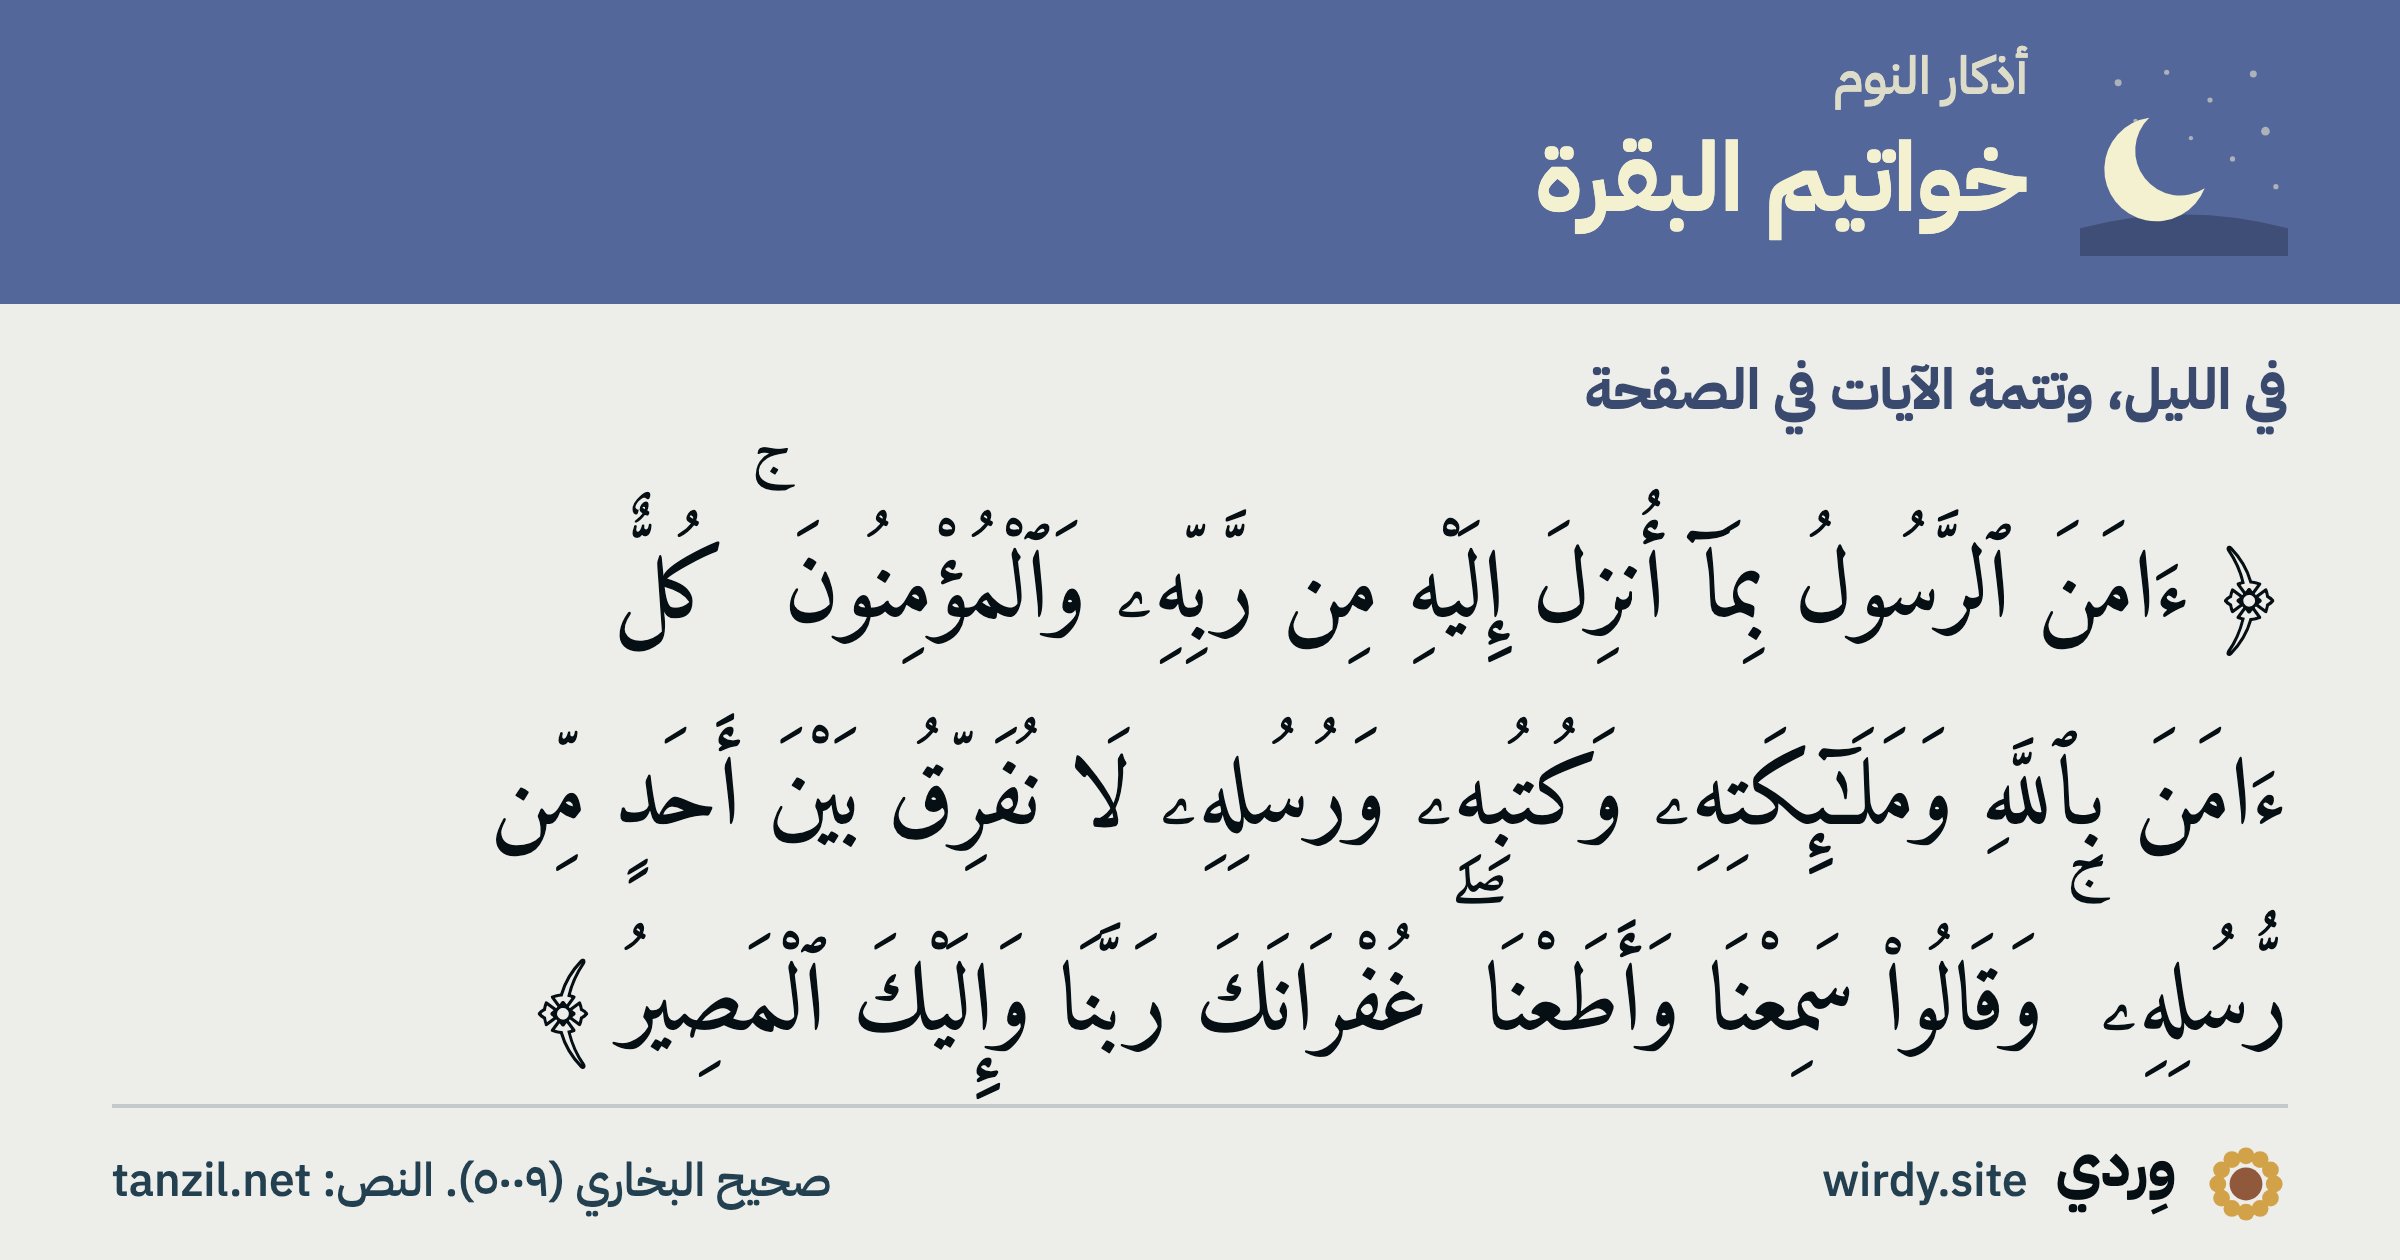 أذكار النوم
خواتيم البقرة
في الليل، وتتمة الآيات في الصفحة
﴿ ءَامَنَ ٱلرَّسُولُ بِمَآ أُنزِلَ إِلَيْهِ مِن رَّبِّهِۦ وَٱلْمُؤْمِنُونَ ۚ كُلٌّ
ءَامَنَ بِٱللَّهِ وَمَلَـٰٓئِكَتِهِۦ وَكُتُبِهِۦ وَرُسُلِهِۦ لَا نُفَرِّقُ بَيْنَ أَحَدٍ مِّن
رُّسُلِهِۦ ۚ وَقَالُوا۟ سَمِعْنَا وَأَطَعْنَا ۖ غُفْرَانَكَ رَبَّنَا وَإِلَيْكَ ٱلْمَصِيرُ ﴾
وِردي wirdy.site
صحيح البخاري (٥٠٠٩). النص: tanzil.net